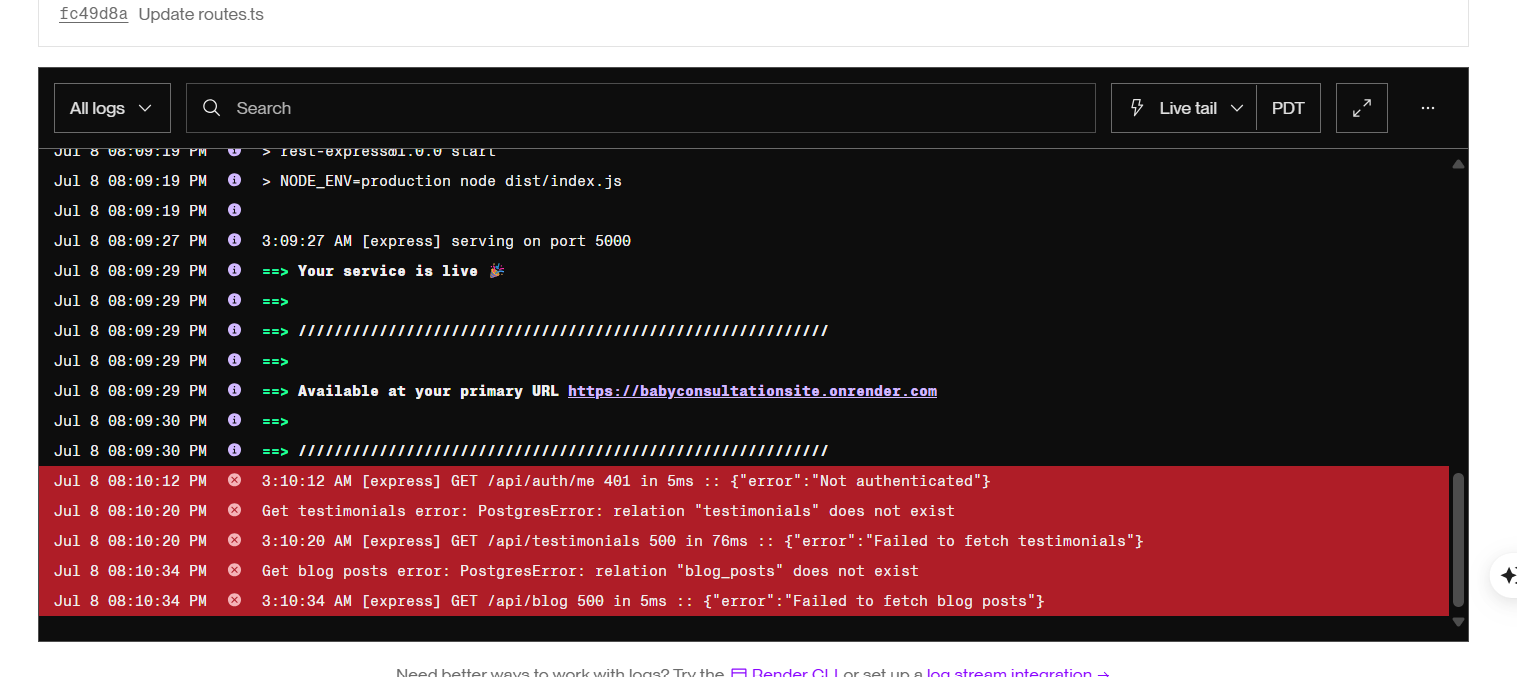 fc49d8a Update routes.ts
All logs Search Live tail PDT ...
Jul 8 08:09:19 PM > rest-express@1.0.0 start
Jul 8 08:09:19 PM > NODE_ENV=production node dist/index.js
Jul 8 08:09:19 PM
Jul 8 08:09:27 PM 3:09:27 AM [express] serving on port 5000
Jul 8 08:09:29 PM ==> Your service is live 🎉
Jul 8 08:09:29 PM ==>
Jul 8 08:09:29 PM ==> ///////////////////////////////////////////////////////////
Jul 8 08:09:29 PM ==>
Jul 8 08:09:29 PM ==> Available at your primary URL https://babyconsultationsite.onrender.com
Jul 8 08:09:30 PM ==>
Jul 8 08:09:30 PM ==> ///////////////////////////////////////////////////////////
Jul 8 08:10:12 PM 3:10:12 AM [express] GET /api/auth/me 401 in 5ms :: {"error":"Not authenticated"}
Jul 8 08:10:20 PM Get testimonials error: PostgresError: relation "testimonials" does not exist
Jul 8 08:10:20 PM 3:10:20 AM [express] GET /api/testimonials 500 in 76ms :: {"error":"Failed to fetch testimonials"}
Jul 8 08:10:34 PM Get blog posts error: PostgresError: relation "blog_posts" does not exist
Jul 8 08:10:34 PM 3:10:34 AM [express] GET /api/blog 500 in 5ms :: {"error":"Failed to fetch blog posts"}
Need better ways to work with logs? Try the Render CLI or set up a log stream integration →